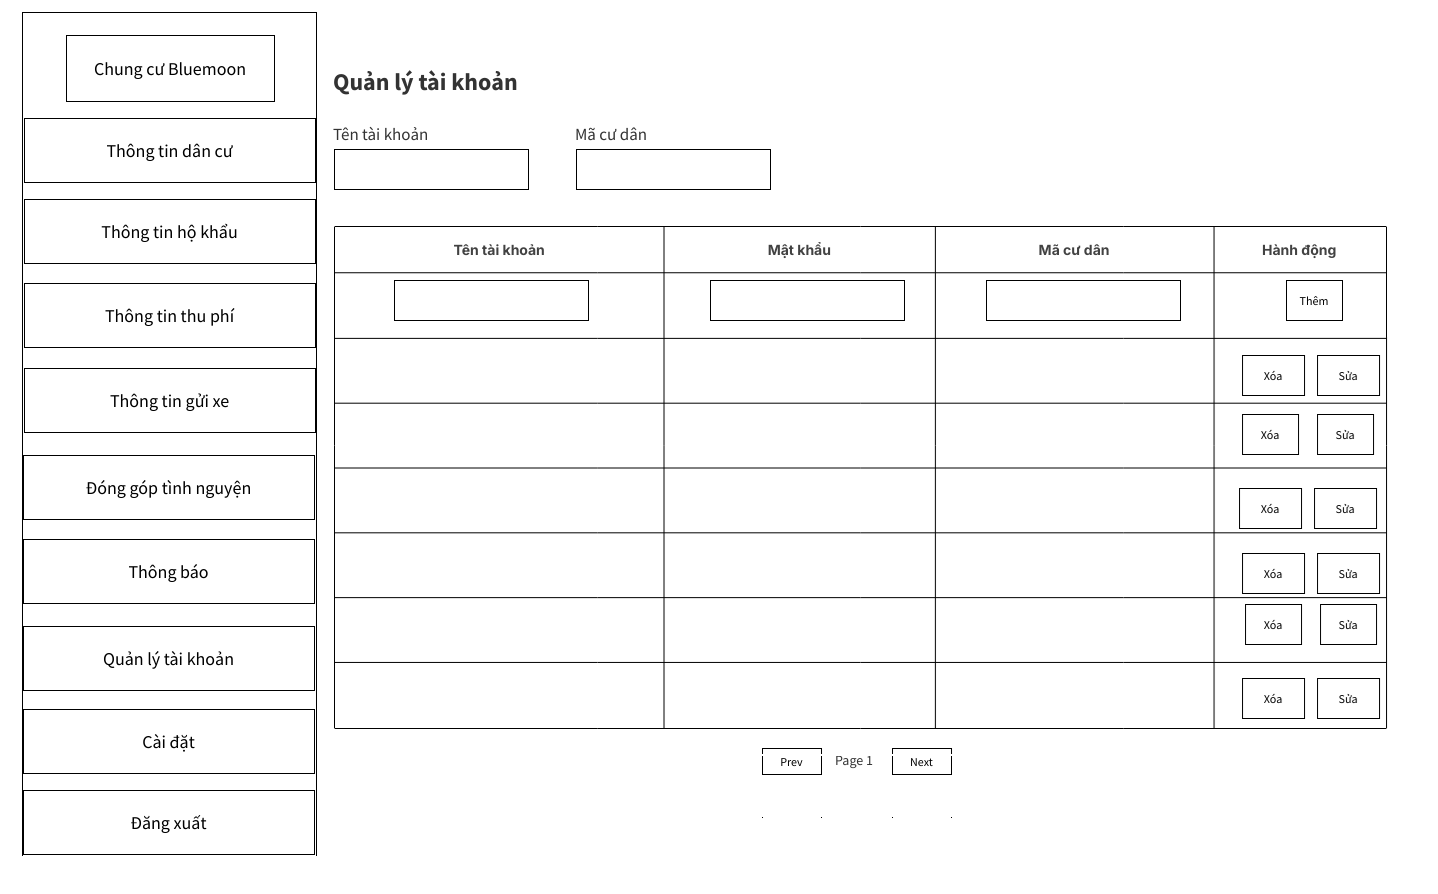 Chung cư Bluemoon
Thông tin dân cư
Thông tin hộ khẩu
Thông tin thu phí
Thông tin gửi xe
Đóng góp tình nguyện
Thông báo
Quản lý tài khoản
Cài đặt
Đăng xuất
Quản lý tài khoản
Tên tài khoản Mã cư dân
Tên tài khoản Mật khẩu Mã cư dân Hành động
Thêm
Xóa Sửa
Xóa Sửa
Xóa Sửa
Xóa Sửa
Xóa Sửa
Xóa Sửa
Prev Page 1 Next